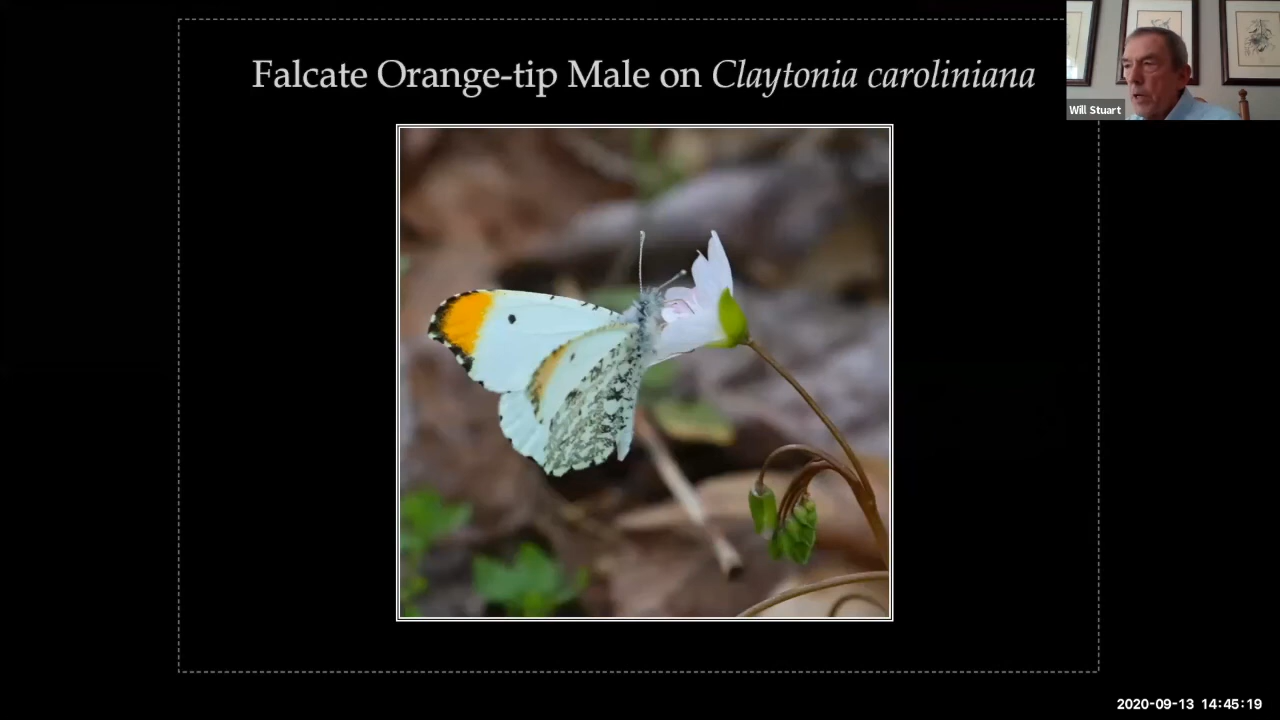 Falcate Orange-tip Male on Claytonia caroliniana
Will Stuart
2020-09-13 14:45:19